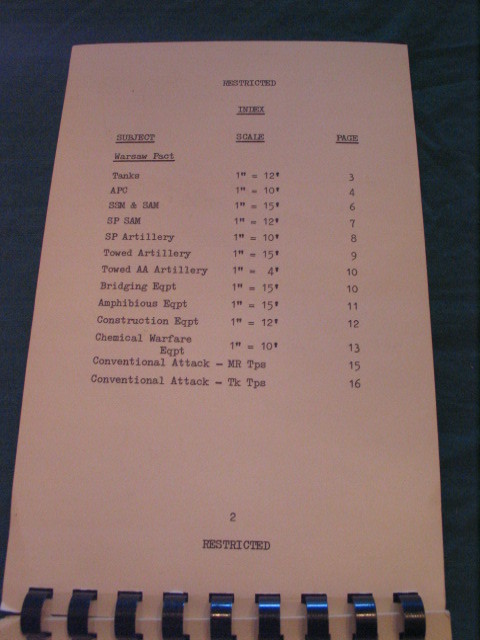 RESTRICTED
INDEX
SUBJECT SCALE PAGE
Warsaw Pact
Tanks 1" = 12' 3
APC 1" = 10' 4
SSM & SAM 1" = 15' 6
SP SAM 1" = 12' 7
SP Artillery 1" = 10' 8
Towed Artillery 1" = 15' 9
Towed AA Artillery 1" = 4' 10
Bridging Eqpt 1" = 15' 10
Amphibious Eqpt 1" = 15' 11
Construction Eqpt 1" = 12' 12
Chemical Warfare
Eqpt 1" = 10' 13
Conventional Attack - MR Tps 15
Conventional Attack - Tk Tps 16
2
RESTRICTED